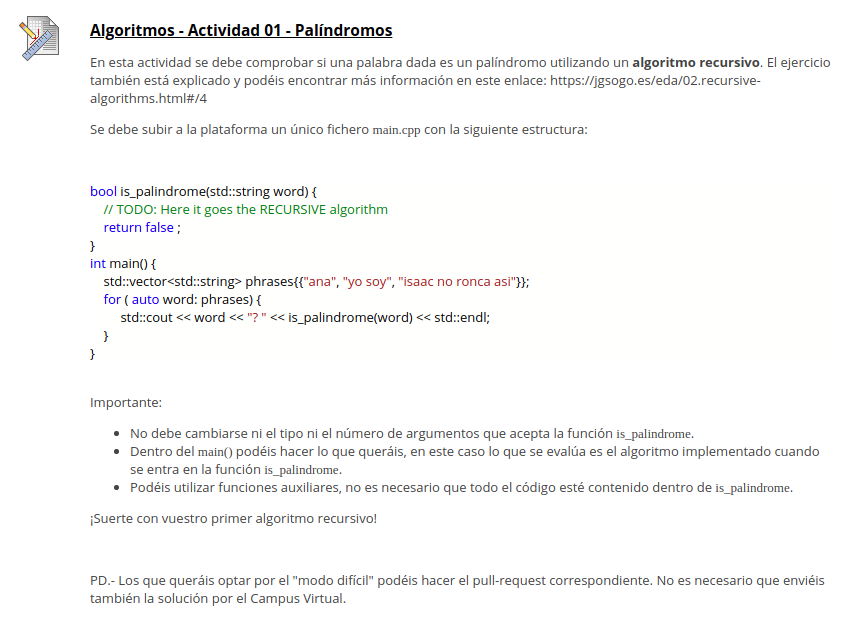 Algoritmos - Actividad 01 - Palíndromos
En esta actividad se debe comprobar si una palabra dada es un palíndromo utilizando un algoritmo recursivo. El ejercicio
también está explicado y podéis encontrar más información en este enlace: https://jgsogo.es/eda/02.recursive-
algorithms.html#/4
Se debe subir a la plataforma un único fichero main.cpp con la siguiente estructura:
bool is_palindrome(std::string word) {
// TODO: Here it goes the RECURSIVE algorithm
return false ;
}
int main() {
std::vector<std::string> phrases{{"ana", "yo soy", "isaac no ronca asi"}};
for ( auto word: phrases) {
std::cout << word << "? " << is_palindrome(word) << std::endl;
}
}
Importante:
• No debe cambiarse ni el tipo ni el número de argumentos que acepta la función is_palindrome.
• Dentro del main() podéis hacer lo que queráis, en este caso lo que se evalúa es el algoritmo implementado cuando
se entra en la función is_palindrome.
• Podéis utilizar funciones auxiliares, no es necesario que todo el código esté contenido dentro de is_palindrome.
¡Suerte con vuestro primer algoritmo recursivo!
PD.- Los que queráis optar por el "modo difícil" podéis hacer el pull-request correspondiente. No es necesario que enviéis
también la solución por el Campus Virtual.